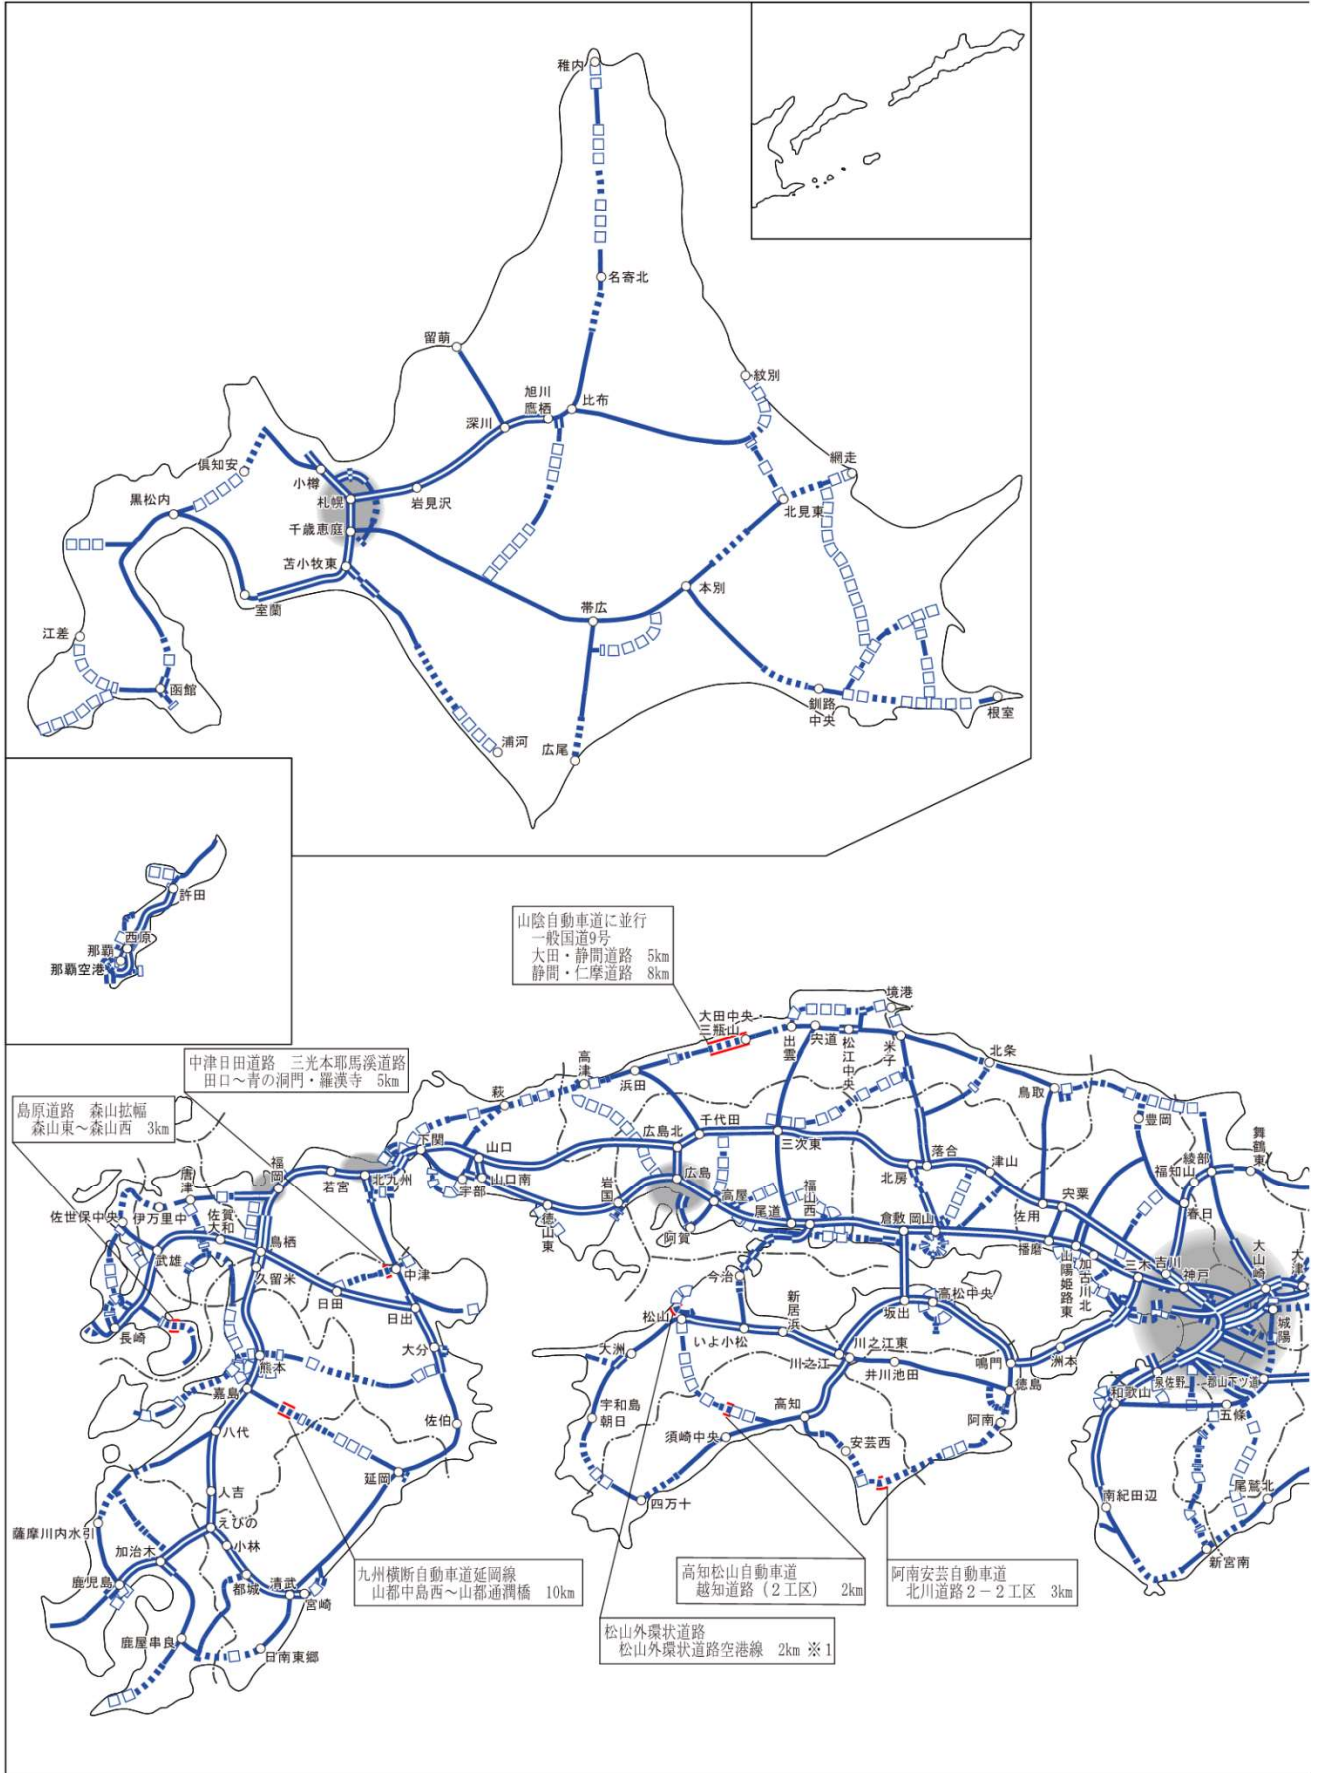 稚内
名寄北
留萌
紋別
旭川
鷹栖
比布
深川
網走
倶知安
小樽
黒松内
札幌
岩見沢
北見東
千歳恵庭
苫小牧東
本別
室蘭
帯広
江差
函館
釧路
中央
根室
浦河
広尾
許田
西原
那覇
那覇空港
山陰自動車道に並行
一般国道9号
大田・静間道路 5km
静間・仁摩道路 8km
大田中央・
三瓶山
境港
出雲
宍道
松江中央
米子
北条
中津日田道路 三光本耶馬溪道路
田口～青の洞門・羅漢寺 5km
高津
浜田
鳥取
萩
豊岡
島原道路 森山拡幅
森山東～森山西 3km
千代田
広島北
三次東
下関
山口
落合
舞鶴東
綾部
福知山
津山
福岡
唐津
若宮
北九州
宇部
山口南
岩国
広島
北房
宍粟
佐世保中央
伊万里中
佐賀
大和
徳山東
高屋
福山西
尾道
倉敷
岡山
佐用
春日
阿賀
播磨
鳥栖
武雄
久留米
山陽姫路東
加古川北
三木
吉川
神戸
大山崎
大津
中津
今治
日田
日出
新居浜
坂出
高松中央
城陽
松山
いよ小松
長崎
大分
大洲
川之江
川之江東
井川池田
鳴門
洲本
熊本
徳島
泉佐野
郡山下ツ道
嘉島
和歌山
五條
宇和島
朝日
高知
阿南
佐伯
八代
須崎中央
安芸西
延岡
人吉
四万十
南紀田辺
尾鷲北
えびの
薩摩川内水引
小林
加治木
新宮南
鹿児島
都城
清武
宮崎
九州横断自動車道延岡線
山都中島西～山都通潤橋 10km
高知松山自動車道
越知道路（2工区） 2km
阿南安芸自動車道
北川道路2－2工区 3km
松山外環状道路
松山外環状道路空港線 2km ※1
鹿屋串良
日南東郷